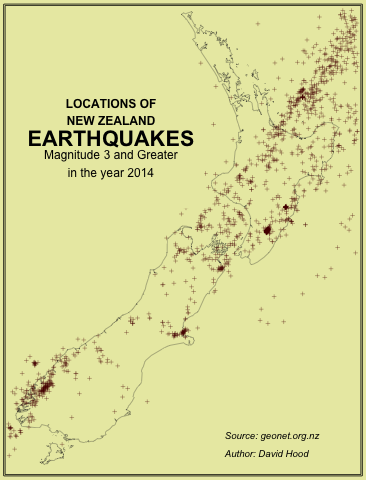 LOCATIONS OF
NEW ZEALAND
EARTHQUAKES
Magnitude 3 and Greater
in the year 2014
Source: geonet.org.nz
Author: David Hood